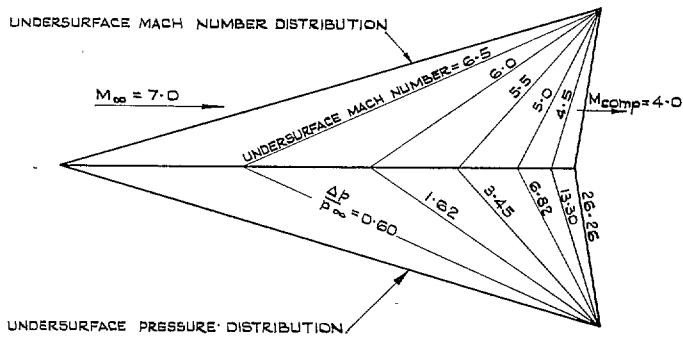 UNDERSURFACE MACH NUMBER DISTRIBUTION
M∞ = 7·0
UNDERSURFACE MACH NUMBER = 6·5
6·0
5·5
5·0
4·5
Mcomp = 4·0
Δp/p∞ = 0·60
1·62
3·45
6·82
13·30
26·26
UNDERSURFACE PRESSURE· DISTRIBUTION